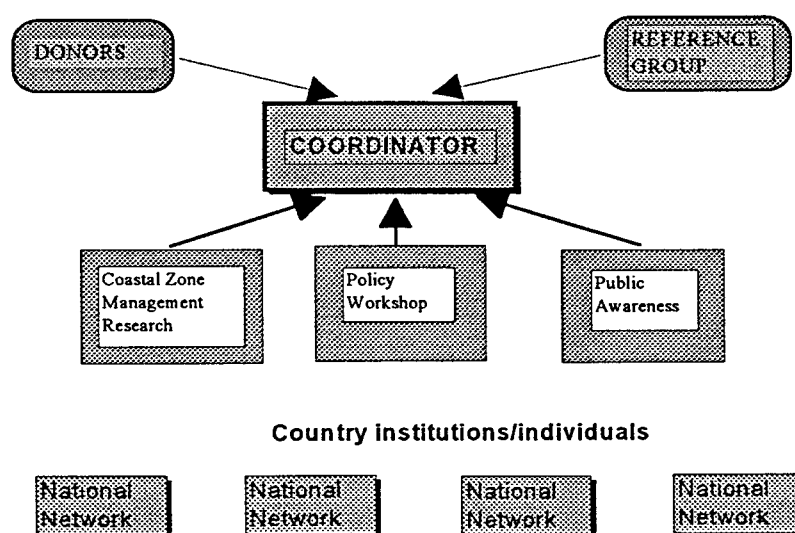 DONORS
REFERENCE
GROUP
COORDINATOR
Coastal Zone
Management
Research
Policy
Workshop
Public
Awareness
Country institutions/individuals
National
Network
National
Network
National
Network
National
Network